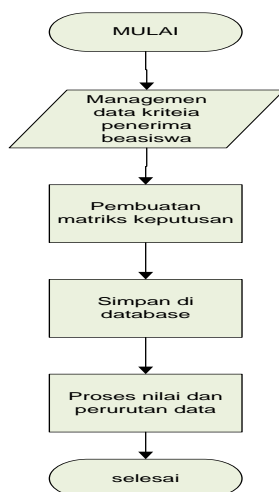 MULAI
Managemen
data kriteia
penerima
beasiswa
Pembuatan
matriks keputusan
Simpan di
database
Proses nilai dan
perurutan data
selesai